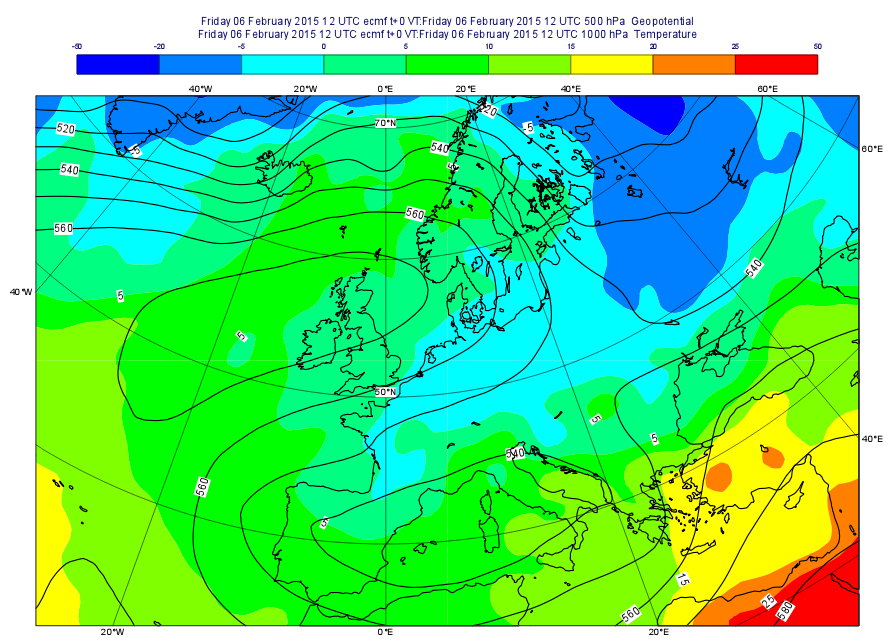 Friday 06 February 2015 12 UTC ecmf t+0 VT:Friday 06 February 2015 12 UTC 500 hPa Geopotential
Friday 06 February 2015 12 UTC ecmf t+0 VT:Friday 06 February 2015 12 UTC 1000 hPa Temperature
-20 -5 0 5 10 15 20 25 50
40°W 20°W 0°E 20°E 40°E 60°E
-20
520 70°N -5
540 60°E
-5
540 5
560
560
540
40°W 5
5
50°N
5
5 40°E
540
560
5
15
25
560 580
20°W 0°E 20°E